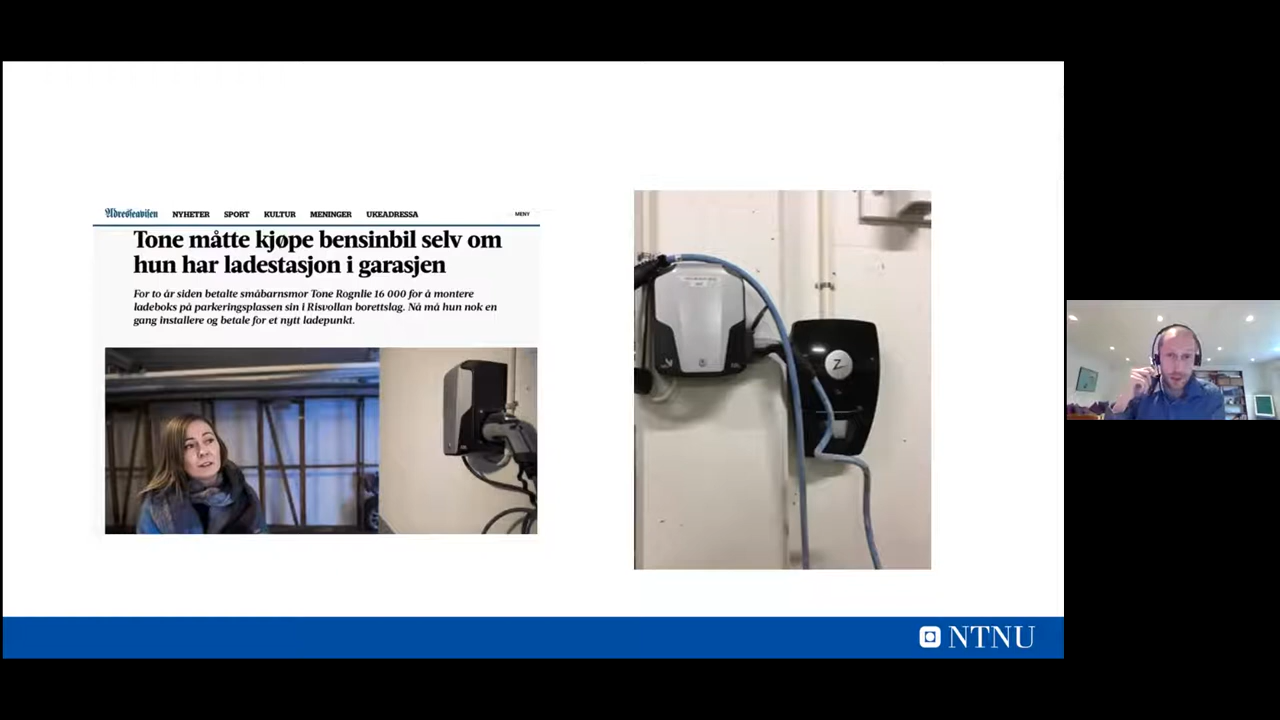 Adresseavisen NYHETER SPORT KULTUR MENINGER UKEADRESSA MENY
Tone måtte kjøpe bensinbil selv om
hun har ladestasjon i garasjen
For to år siden betalte småbarnsmor Tone Rognlie 16 000 for å montere
ladeboks på parkeringsplassen sin i Risvollan borettslag. Nå må hun nok en
gang installere og betale for et nytt ladepunkt.
Z
NTNU